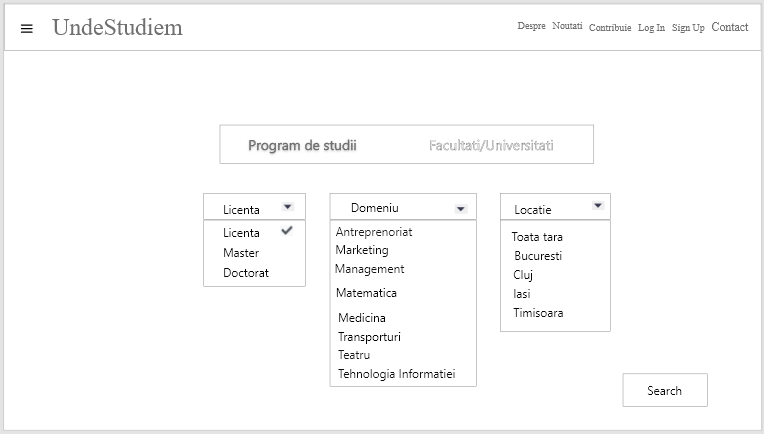 UndeStudiem
Despre Noutati Contribuie Log In Sign Up Contact
Program de studii
Facultati/Universitati
Licenta
Licenta
Master
Doctorat
Domeniu
Antreprenoriat
Marketing
Management
Matematica
Medicina
Transporturi
Teatru
Tehnologia Informatiei
Locatie
Toata tara
Bucuresti
Cluj
Iasi
Timisoara
Search